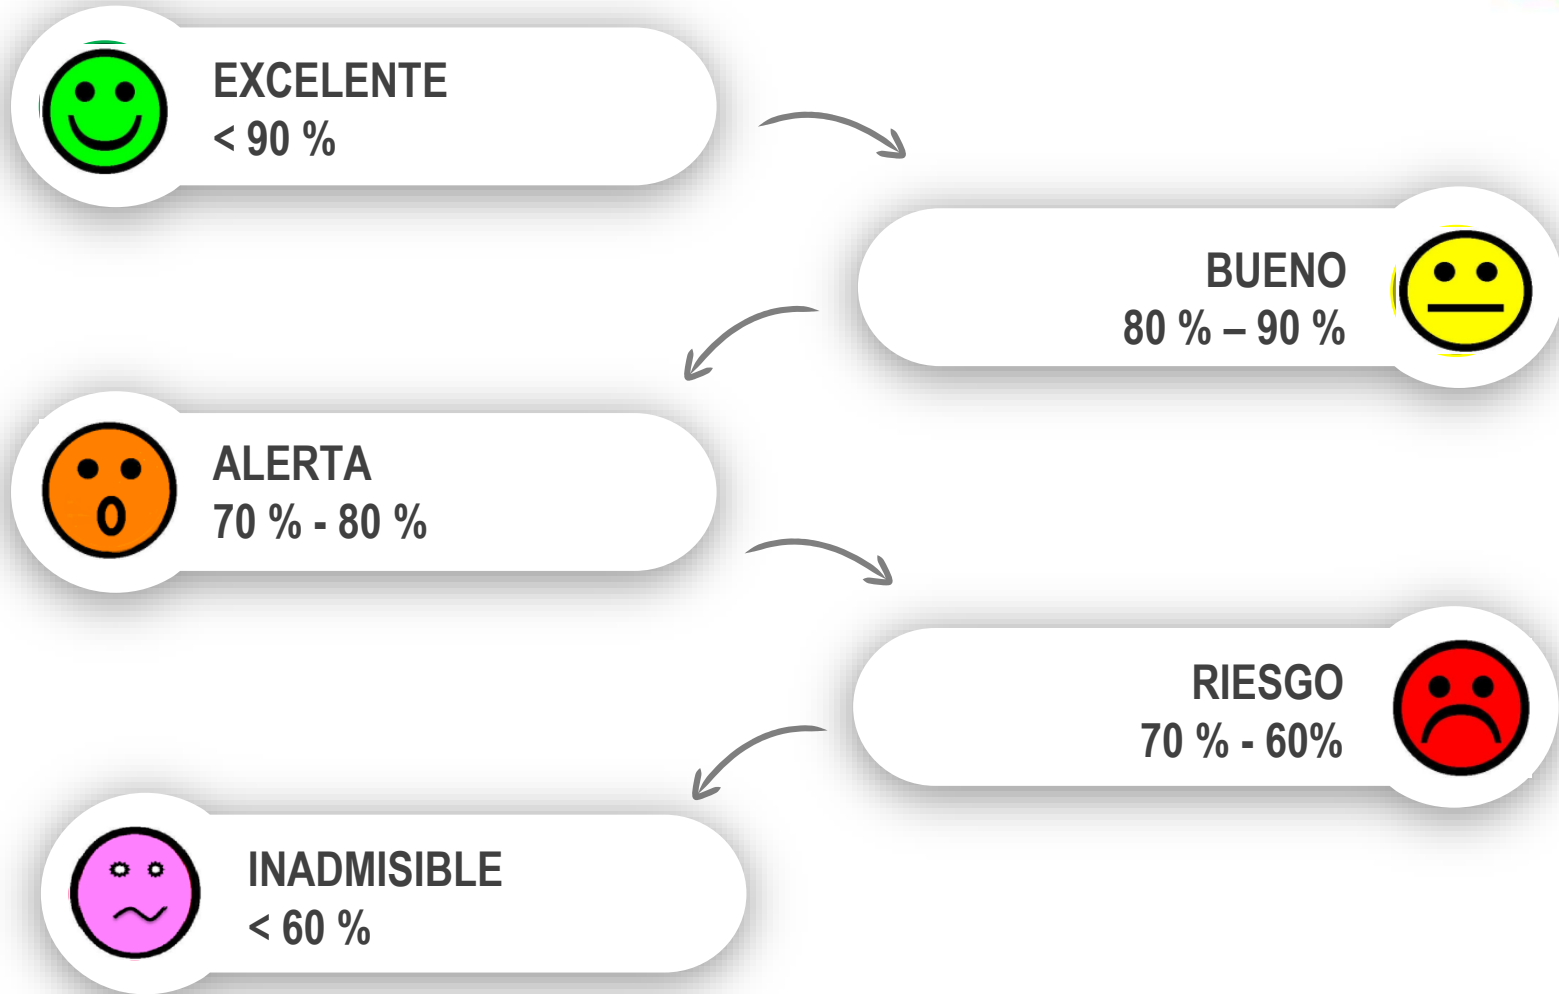 EXCELENTE
< 90 %
BUENO
80 % – 90 %
ALERTA
70 % - 80 %
RIESGO
70 % - 60%
INADMISIBLE
< 60 %